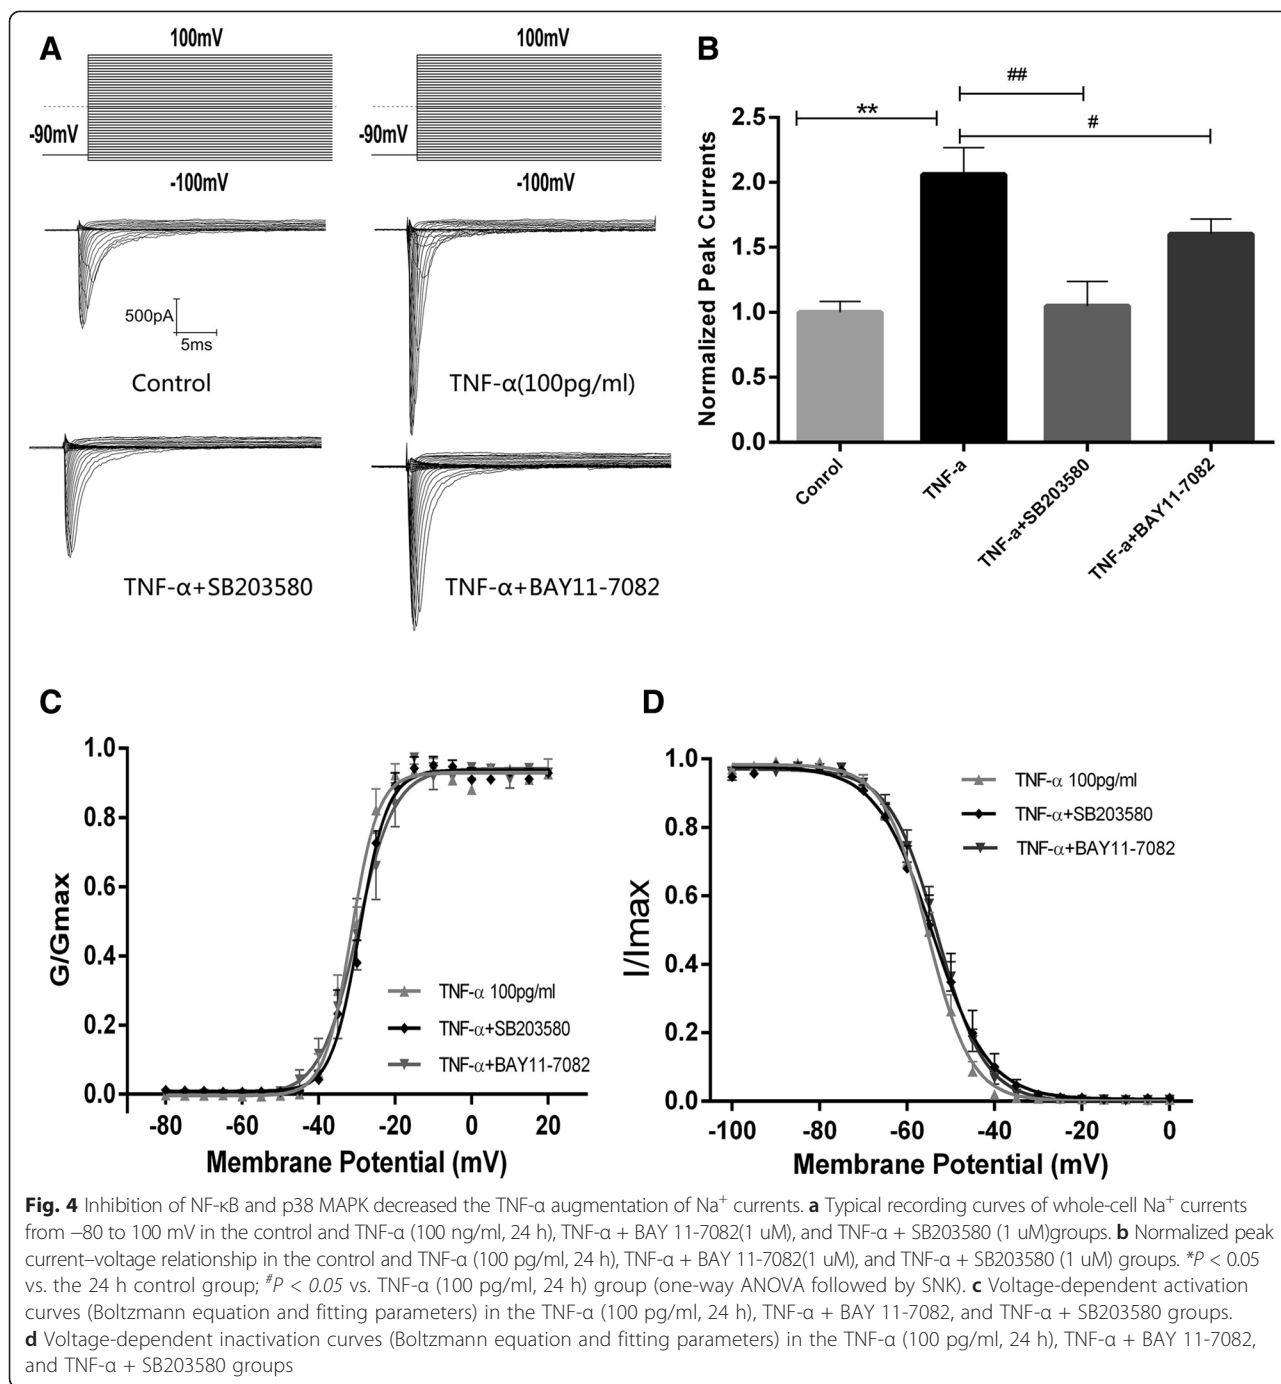 A
100mV
100mV
-90mV
-90mV
-100mV
-100mV
500pA
5ms
Control
TNF-α(100pg/ml)
TNF-α+SB203580
TNF-α+BAY11-7082
B
##
**
#
Normalized Peak Currents
2.5
2.0
1.5
1.0
0.5
0.0
Conrol
TNF-a
TNF-a+SB203580
TNF-a+BAY11-7082
C
G/Gmax
1.0
0.8
0.6
0.4
0.2
0.0
TNF-α 100pg/ml
TNF-α+SB203580
TNF-α+BAY11-7082
-80 -60 -40 -20 0 20
Membrane Potential (mV)
D
I/Imax
1.0
0.8
0.6
0.4
0.2
0.0
TNF-α 100pg/ml
TNF-α+SB203580
TNF-α+BAY11-7082
-100 -80 -60 -40 -20 0
Membrane Potential (mV)
Fig. 4 Inhibition of NF-κB and p38 MAPK decreased the TNF-α augmentation of Na⁺ currents. a Typical recording curves of whole-cell Na⁺ currents
from −80 to 100 mV in the control and TNF-α (100 ng/ml, 24 h), TNF-α + BAY 11-7082(1 uM), and TNF-α + SB203580 (1 uM)groups. b Normalized peak
current–voltage relationship in the control and TNF-α (100 pg/ml, 24 h), TNF-α + BAY 11-7082(1 uM), and TNF-α + SB203580 (1 uM) groups. *P < 0.05
vs. the 24 h control group; #P < 0.05 vs. TNF-α (100 pg/ml, 24 h) group (one-way ANOVA followed by SNK). c Voltage-dependent activation
curves (Boltzmann equation and fitting parameters) in the TNF-α (100 pg/ml, 24 h), TNF-α + BAY 11-7082, and TNF-α + SB203580 groups.
d Voltage-dependent inactivation curves (Boltzmann equation and fitting parameters) in the TNF-α (100 pg/ml, 24 h), TNF-α + BAY 11-7082,
and TNF-α + SB203580 groups